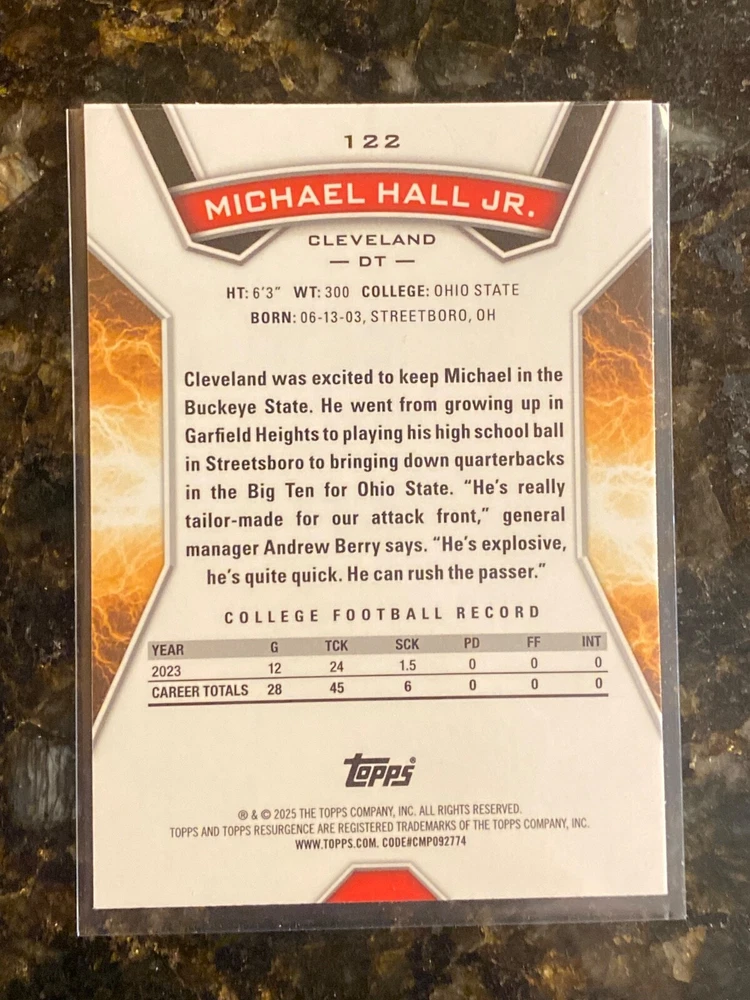 122
MICHAEL HALL JR.
CLEVELAND
— DT —
HT: 6'3" WT: 300 COLLEGE: OHIO STATE
BORN: 06-13-03, STREETBORO, OH
Cleveland was excited to keep Michael in the
Buckeye State. He went from growing up in
Garfield Heights to playing his high school ball
in Streetsboro to bringing down quarterbacks
in the Big Ten for Ohio State. “He's really
tailor-made for our attack front,” general
manager Andrew Berry says. “He's explosive,
he's quite quick. He can rush the passer.”
COLLEGE FOOTBALL RECORD
YEAR G TCK SCK PD FF INT
2023 12 24 1.5 0 0 0
CAREER TOTALS 28 45 6 0 0 0
Topps®
® & © 2025 THE TOPPS COMPANY, INC. ALL RIGHTS RESERVED.
TOPPS AND TOPPS RESURGENCE ARE REGISTERED TRADEMARKS OF THE TOPPS COMPANY, INC.
WWW.TOPPS.COM. CODE#CMP092774